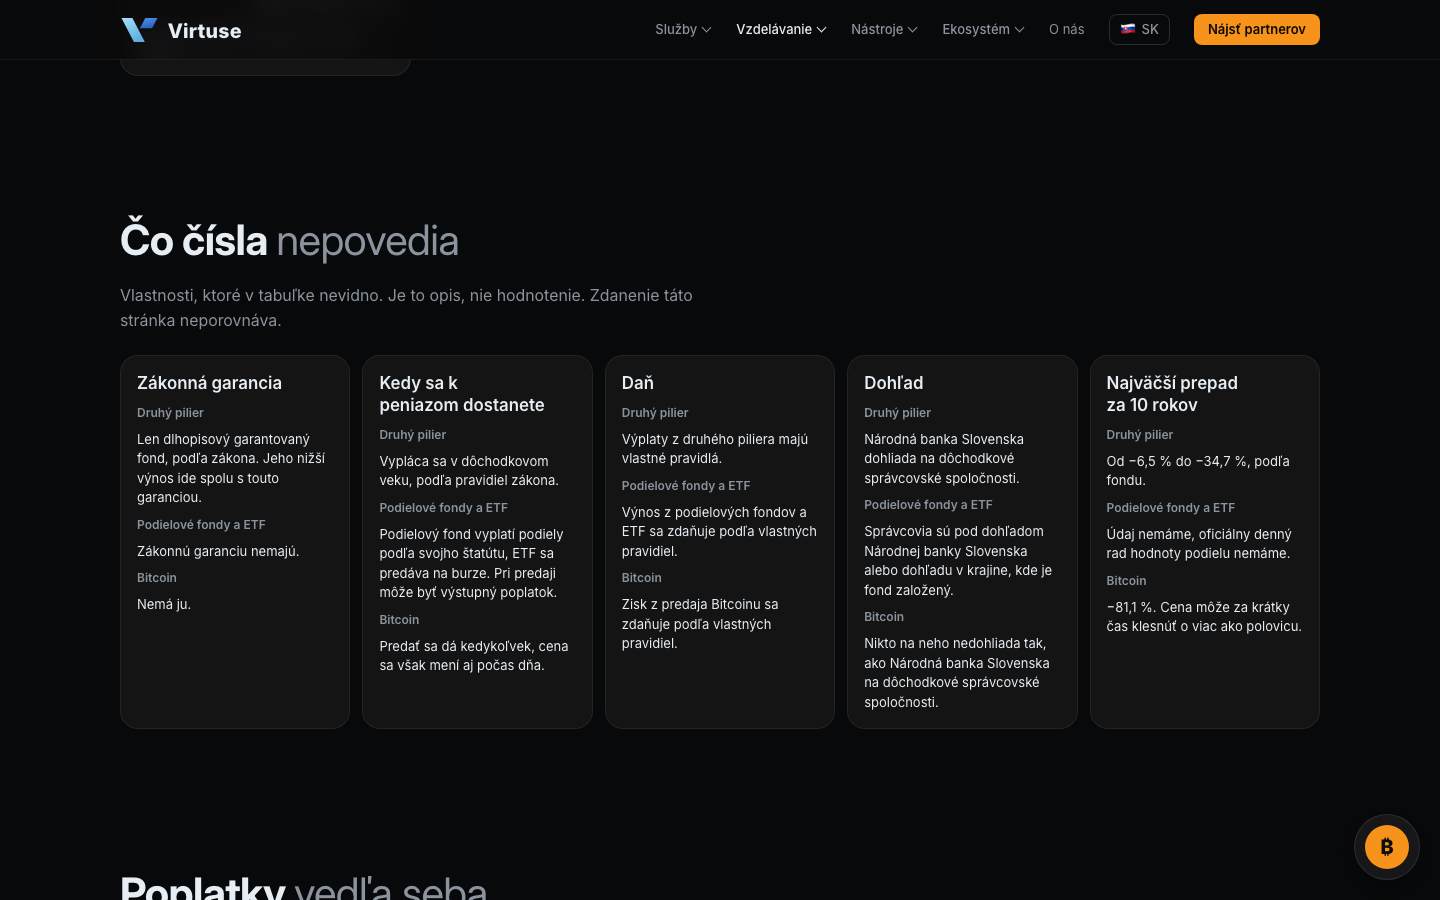 Virtuse
Služby
Vzdelávanie
Nástroje
Ekosystém
O nás
SK
Nájsť partnerov
Čo čísla nepovedia
Vlastnosti, ktoré v tabuľke nevidno. Je to opis, nie hodnotenie. Zdanenie táto
stránka neporovnáva.
Zákonná garancia
Druhý pilier
Len dlhopisový garantovaný
fond, podľa zákona. Jeho nižší
výnos ide spolu s touto
garanciou.
Podielové fondy a ETF
Zákonnú garanciu nemajú.
Bitcoin
Nemá ju.
Kedy sa k
peniazom dostanete
Druhý pilier
Vypláca sa v dôchodkovom
veku, podľa pravidiel zákona.
Podielové fondy a ETF
Podielový fond vyplatí podiely
podľa svojho štatútu, ETF sa
predáva na burze. Pri predaji
môže byť výstupný poplatok.
Bitcoin
Predať sa dá kedykoľvek, cena
sa však mení aj počas dňa.
Daň
Druhý pilier
Výplaty z druhého piliera majú
vlastné pravidlá.
Podielové fondy a ETF
Výnos z podielových fondov a
ETF sa zdaňuje podľa vlastných
pravidiel.
Bitcoin
Zisk z predaja Bitcoinu sa
zdaňuje podľa vlastných
pravidiel.
Dohľad
Druhý pilier
Národná banka Slovenska
dohliada na dôchodkové
správcovské spoločnosti.
Podielové fondy a ETF
Správcovia sú pod dohľadom
Národnej banky Slovenska
alebo dohľadu v krajine, kde je
fond založený.
Bitcoin
Nikto na neho nedohliada tak,
ako Národná banka Slovenska
na dôchodkové správcovské
spoločnosti.
Najväčší prepad
za 10 rokov
Druhý pilier
Od −6,5 % do −34,7 %, podľa
fondu.
Podielové fondy a ETF
Údaj nemáme, oficiálny denný
rad hodnoty podielu nemáme.
Bitcoin
−81,1 %. Cena môže za krátky
čas klesnúť o viac ako polovicu.
Poplatky vedľa seba